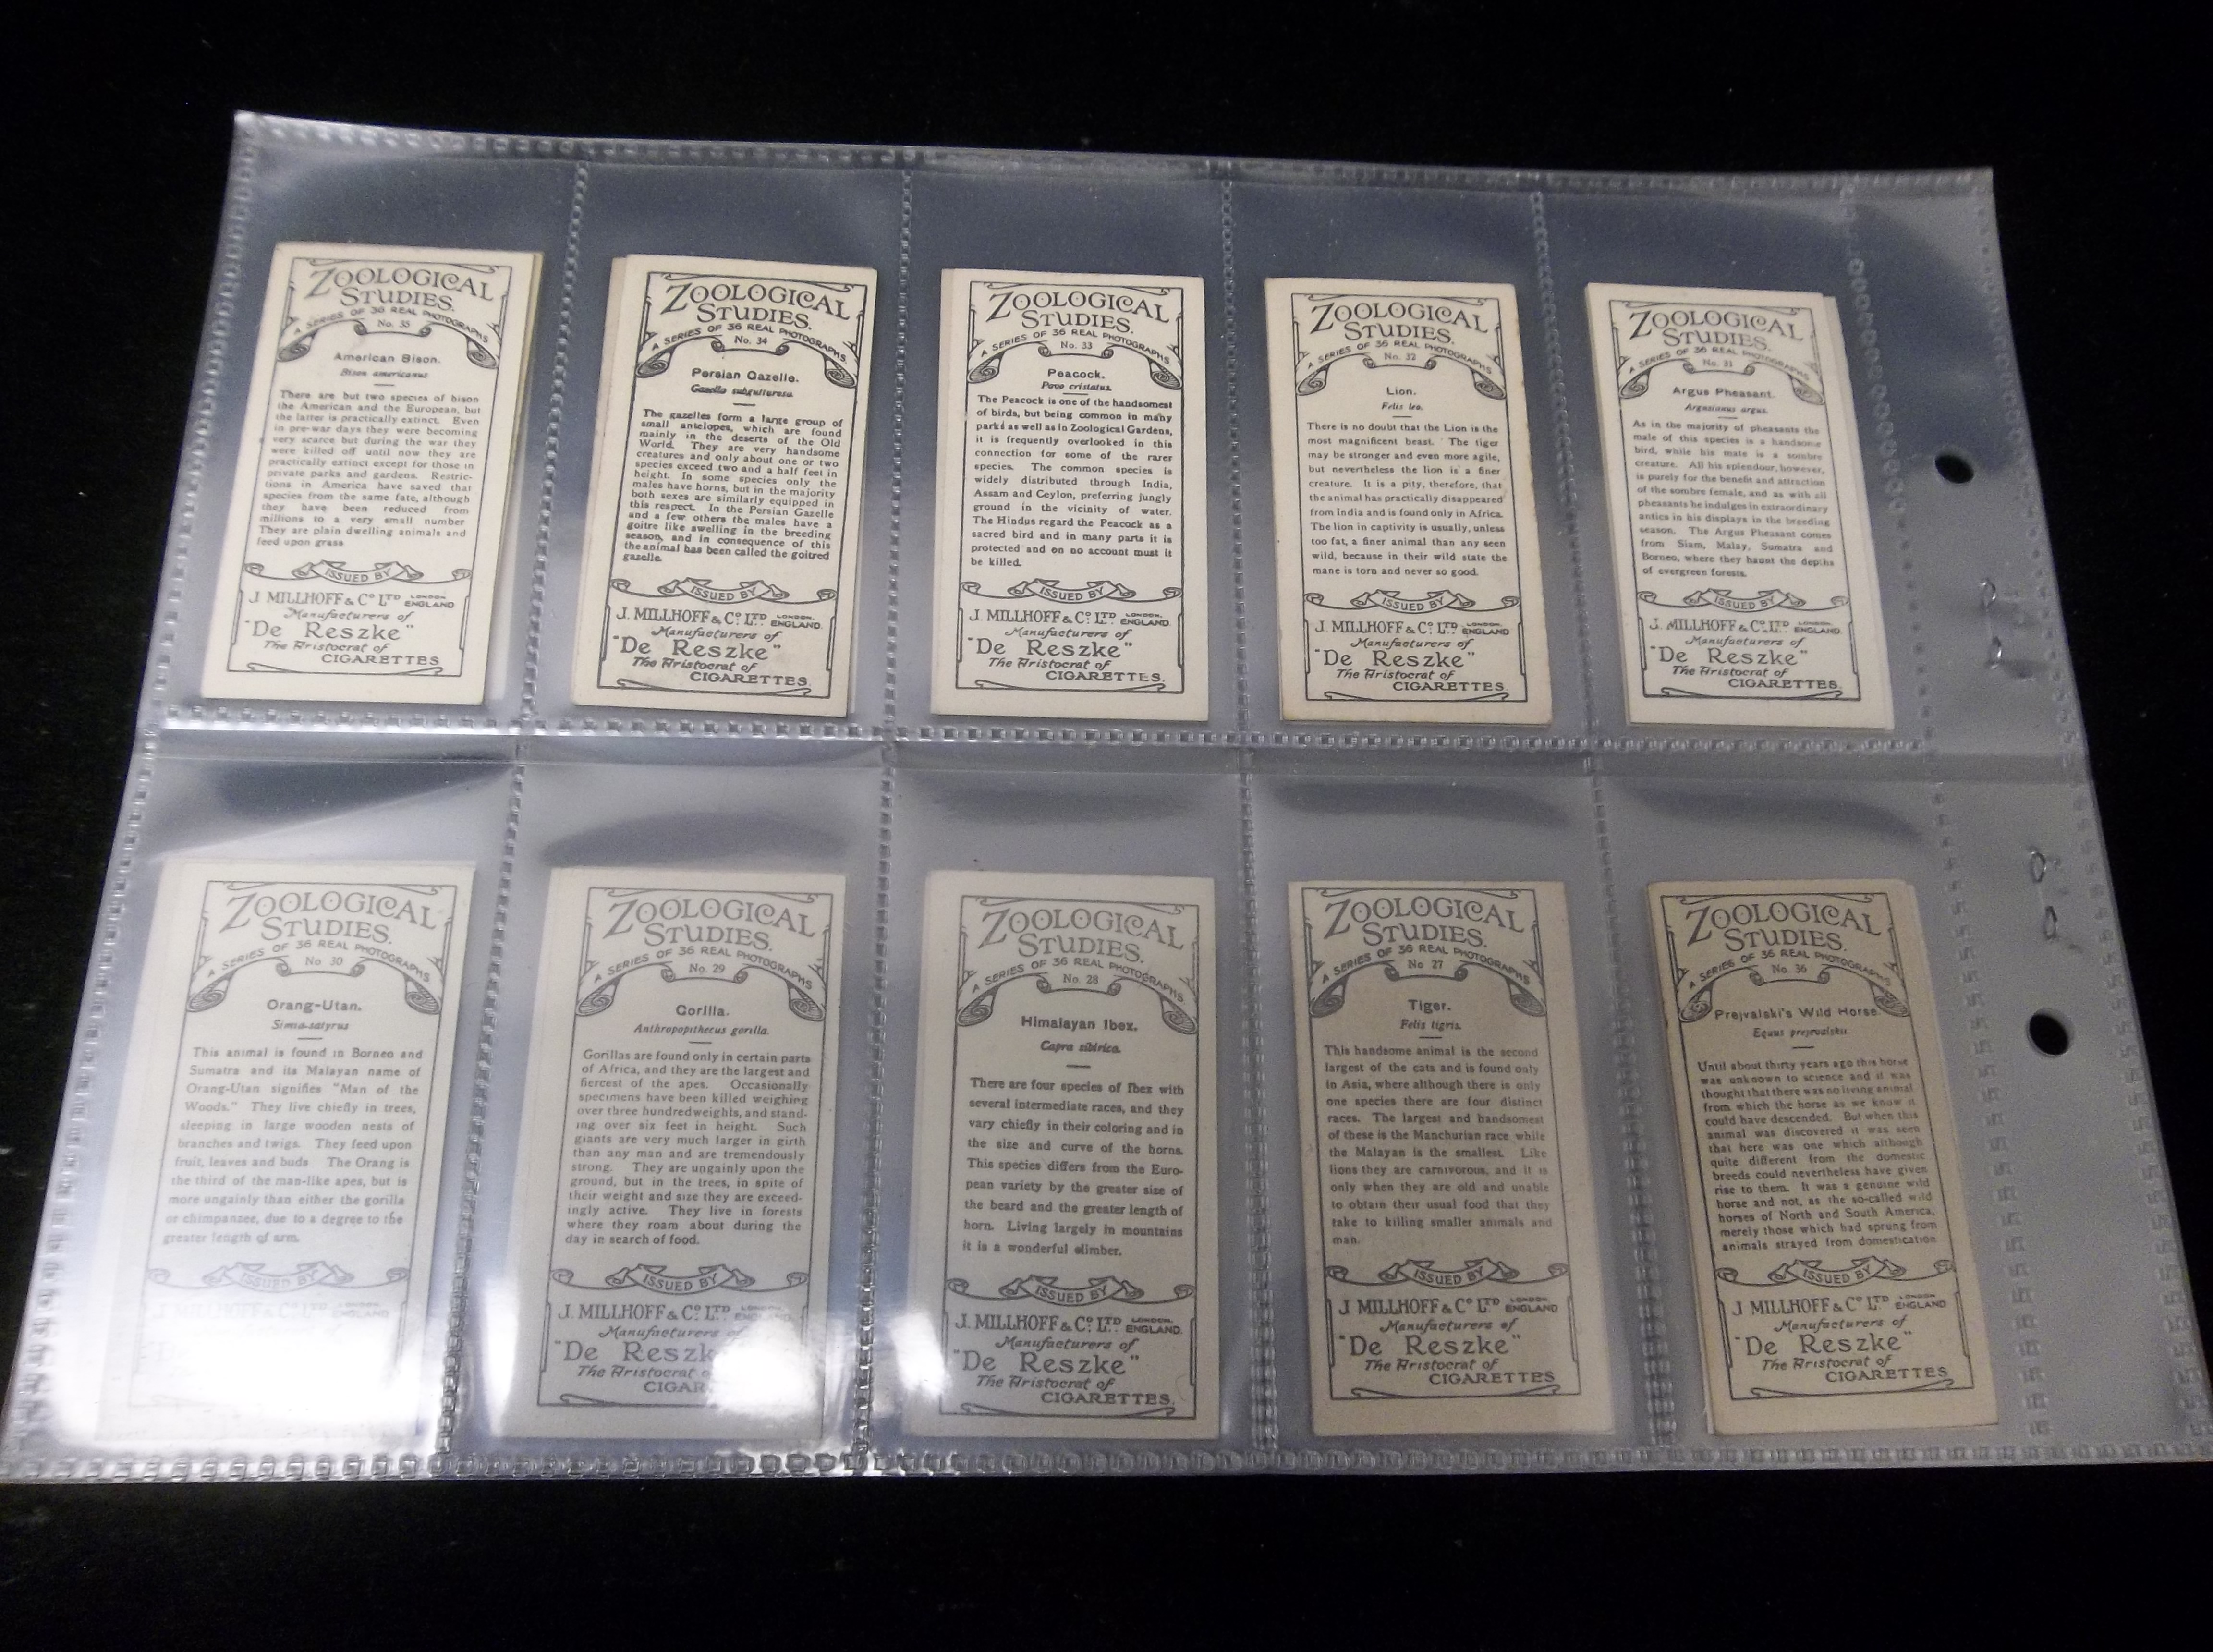 ZOOLOGICAL
STUDIES.
A SERIES OF 36 REAL PHOTOGRAPHS
No. 35
American Bison.
Bison americanus
There are but two species of bison
the American and the European, but
the latter is practically extinct. Even
in pre-war days they were becoming
very scarce but during the war they
were killed off until now they are
practically extinct except for those in
private parks and gardens. Restric-
tions in America have saved that
species from the same fate, although
they have been reduced from
millions to a very small number
They are plain dwelling animals and
feed upon grass
ISSUED BY
J. MILLHOFF & Co LTD LONDON. ENGLAND
Manufacturers of
"De Reszke"
The Aristocrat of
CIGARETTES
ZOOLOGICAL
STUDIES.
A SERIES OF 36 REAL PHOTOGRAPHS.
No. 34
Persian Gazelle.
Gazella subgutturosa
The gazelles form a large group of
small antelopes, which are found
mainly in the deserts of the Old
World. They are very handsome
creatures and only about one or two
species exceed two and a half feet in
height. In some species only the
males have horns, but in the majority
both sexes are similarly equipped in
this respect. In the Persian Gazelle
and a few others the males have a
goitre like swelling in the breeding
season, and in consequence of this
the animal has been called the goitred
gazelle.
ISSUED BY
J. MILLHOFF & Co LTD. LONDON. ENGLAND.
Manufacturers of
"De Reszke"
The Aristocrat of
CIGARETTES.
ZOOLOGICAL
STUDIES.
A SERIES OF 36 REAL PHOTOGRAPHS
No. 33
Peacock.
Pavo cristatus.
The Peacock is one of the handsomest
of birds, but being common in many
parks as well as in Zoological Gardens,
it is frequently overlooked in this
connection for some of the rarer
species. The common species is
widely distributed through India,
Assam and Ceylon, preferring jungly
ground in the vicinity of water.
The Hindus regard the Peacock as a
sacred bird and in many parts it is
protected and on no account must it
be killed.
ISSUED BY
J. MILLHOFF & Co LTD. LONDON. ENGLAND.
Manufacturers of
"De Reszke"
The Aristocrat of
CIGARETTES.
ZOOLOGICAL
STUDIES.
A SERIES OF 36 REAL PHOTOGRAPHS
No. 32
Lion.
Felis leo.
There is no doubt that the Lion is the
most magnificent beast. The tiger
may be stronger and even more agile,
but nevertheless the lion is a finer
creature. It is a pity, therefore, that
the animal has practically disappeared
from India and is found only in Africa.
The lion in captivity is usually, unless
too fat, a finer animal than any seen
wild, because in their wild state the
mane is torn and never so good.
ISSUED BY
J. MILLHOFF & Co LTD. LONDON. ENGLAND
Manufacturers of
"De Reszke"
The Aristocrat of
CIGARETTES.
ZOOLOGICAL
STUDIES.
A SERIES OF 36 REAL PHOTOGRAPHS
No. 31
Argus Pheasant.
Argusianus argus.
As in the majority of pheasants the
male of this species is a handsome
bird, while his mate is a sombre
creature. All his splendour, however,
is purely for the benefit and attraction
of the sombre female, and as with all
pheasants he indulges in extraordinary
antics in his displays in the breeding
season. The Argus Pheasant comes
from Siam, Malay, Sumatra and
Borneo, where they haunt the depths
of evergreen forests.
ISSUED BY
J. MILLHOFF & Co LTD. LONDON. ENGLAND.
Manufacturers of
"De Reszke"
The Aristocrat of
CIGARETTES.
ZOOLOGICAL
STUDIES.
A SERIES OF 36 REAL PHOTOGRAPHS
No 30
Orang-Utan.
Simia-satyrus
This animal is found in Borneo and
Sumatra and its Malayan name of
Orang-Utan signifies "Man of the
Woods." They live chiefly in trees,
sleeping in large wooden nests of
branches and twigs. They feed upon
fruit, leaves and buds The Orang is
the third of the man-like apes, but is
more ungainly than either the gorilla
or chimpanzee, due to a degree to the
greater length of arm.
ISSUED BY
J. MILLHOFF & Co LTD LONDON. ENGLAND
ZOOLOGICAL
STUDIES.
A SERIES OF 36 REAL PHOTOGRAPHS
No. 29
Gorilla.
Anthropopithecus gorilla.
Gorillas are found only in certain parts
of Africa, and they are the largest and
fiercest of the apes. Occasionally
specimens have been killed weighing
over three hundredweights, and stand-
ing over six feet in height. Such
giants are very much larger in girth
than any man and are tremendously
strong. They are ungainly upon the
ground, but in the trees, in spite of
their weight and size they are exceed-
ingly active. They live in forests
where they roam about during the
day in search of food.
ISSUED BY
J. MILLHOFF & Co LTD LONDON. ENGLAND
Manufacturers of
"De Reszk
The Aristocrat o
CIGAR
ZOOLOGICAL
STUDIES.
A SERIES OF 36 REAL PHOTOGRAPHS
No. 28
Himalayan Ibex.
Capra sibirica.
There are four species of Ibex with
several intermediate races, and they
vary chiefly in their coloring and in
the size and curve of the horns.
This species differs from the Euro-
pean variety by the greater size of
the beard and the greater length of
horn. Living largely in mountains
it is a wonderful climber.
ISSUED BY
J. MILLHOFF & Co LTD. LONDON. ENGLAND.
Manufacturers of
"De Reszke"
The Aristocrat of
CIGARETTES.
ZOOLOGICAL
STUDIES.
A SERIES OF 36 REAL PHOTOGRAPHS
No 27
Tiger.
Felis tigris.
This handsome animal is the second
largest of the cats and is found only
in Asia, where although there is only
one species there are four distinct
races. The largest and handsomest
of these is the Manchurian race while
the Malayan is the smallest. Like
lions they are carnivorous, and it is
only when they are old and unable
to obtain their usual food that they
take to killing smaller animals and
man.
ISSUED BY
J MILLHOFF & Co LTD LONDON. ENGLAND
Manufacturers of
"De Reszke"
The Aristocrat of
CIGARETTES
ZOOLOGICAL
STUDIES.
A SERIES OF 36 REAL PHOTOGRAPHS
No. 36
Prejvalski's Wild Horse.
Equus
Until about thirty years ago this horse
was unknown to science and it was
thought that there was no living animal
from which the horse as we know it
could have descended. But when this
animal was discovered it was seen
that here was one which although
quite different from the domestic
breeds could nevertheless have given
rise to them. It was a genuine wild
horse and not, as the so-called wild
horses of North and South America,
merely those which had sprung from
animals strayed from domestication
ISSUED BY
J MILLHOFF & Co LTD LONDON. ENGLAND
Manufacturers of
"De Reszke"
The Aristocrat of
CIGARETTES